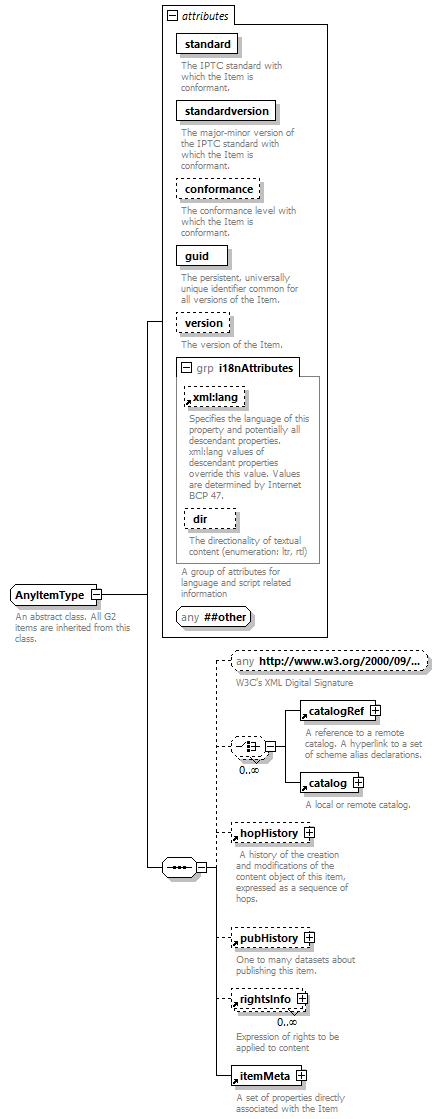 attributes
standard
The IPTC standard with
which the Item is
conformant.
standardversion
The major-minor version of
the IPTC standard with
which the Item is
conformant.
conformance
The conformance level with
which the Item is
conformant.
guid
The persistent, universally
unique identifier common for
all versions of the Item.
version
The version of the Item.
grp i18nAttributes
xml:lang
Specifies the language of this
property and potentially all
descendant properties.
xml:lang values of
descendant properties
override this value. Values
are determined by Internet
BCP 47.
dir
The directionality of textual
content (enumeration: ltr, rtl)
A group of attributes for
language and script related
information
any ##other
AnyItemType
An abstract class. All G2
items are inherited from this
class.
any http://www.w3.org/2000/09/...
W3C's XML Digital Signature
catalogRef
A reference to a remote
catalog. A hyperlink to a set
of scheme alias declarations.
0..∞
catalog
A local or remote catalog.
hopHistory
A history of the creation
and modifications of the
content object of this item,
expressed as a sequence of
hops.
pubHistory
One to many datasets about
publishing this item.
rightsInfo
0..∞
Expression of rights to be
applied to content
itemMeta
A set of properties directly
associated with the Item